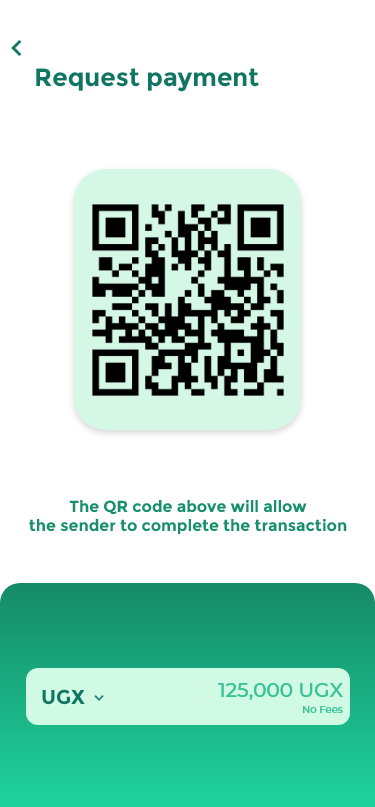 Request payment
The QR code above will allow
the sender to complete the transaction
UGX
125,000 UGX
No Fees